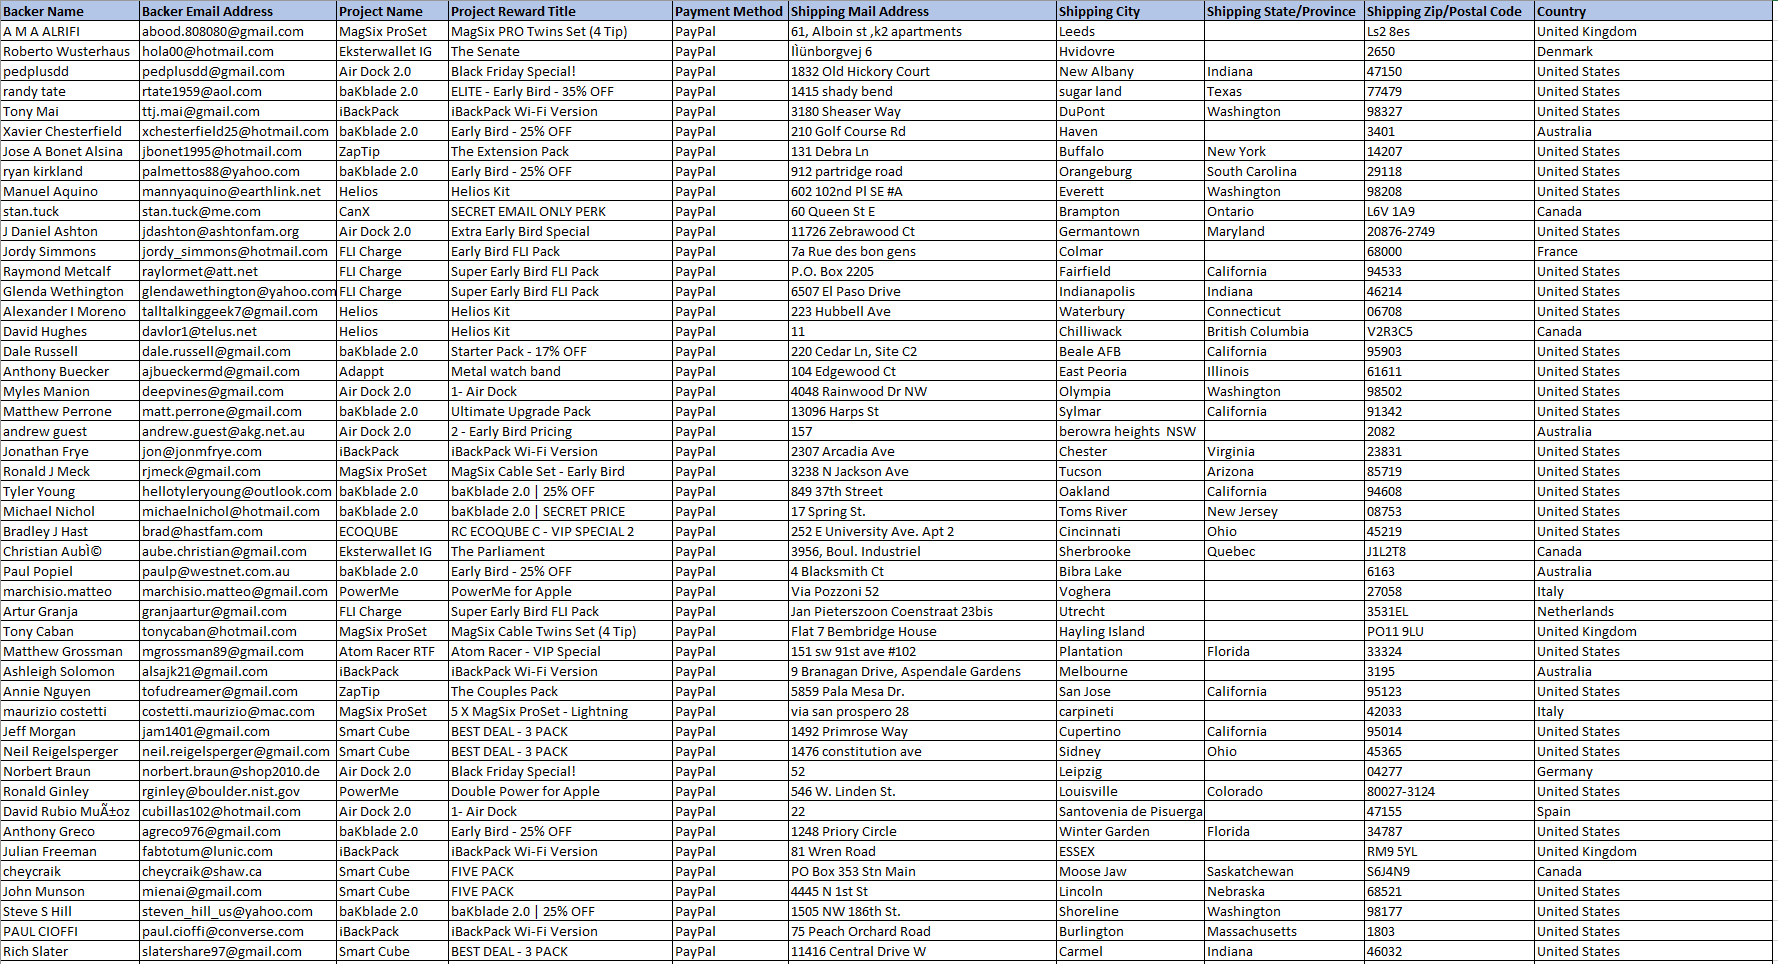 Backer Name Backer Email Address Project Name Project Reward Title Payment Method Shipping Mail Address Shipping City Shipping State/Province Shipping Zip/Postal Code Country
A M A ALRIFI abood.808080@gmail.com MagSix ProSet MagSix PRO Twins Set (4 Tip) PayPal 61, Alboin st ,k2 apartments Leeds Ls2 8es United Kingdom
Roberto Wusterhaus hola00@hotmail.com Eksterwallet IG The Senate PayPal Ìlünborgvej 6 Hvidovre 2650 Denmark
pedplusdd pedplusdd@gmail.com Air Dock 2.0 Black Friday Special! PayPal 1832 Old Hickory Court New Albany Indiana 47150 United States
randy tate rtate1959@aol.com baKblade 2.0 ELITE - Early Bird - 35% OFF PayPal 1415 shady bend sugar land Texas 77479 United States
Tony Mai ttj.mai@gmail.com iBackPack iBackPack Wi-Fi Version PayPal 3180 Sheaser Way DuPont Washington 98327 United States
Xavier Chesterfield xchesterfield25@hotmail.com baKblade 2.0 Early Bird - 25% OFF PayPal 210 Golf Course Rd Haven 3401 Australia
Jose A Bonet Alsina jbonet1995@hotmail.com ZapTip The Extension Pack PayPal 131 Debra Ln Buffalo New York 14207 United States
ryan kirkland palmettos88@yahoo.com baKblade 2.0 Early Bird - 25% OFF PayPal 912 partridge road Orangeburg South Carolina 29118 United States
Manuel Aquino mannyaquino@earthlink.net Helios Helios Kit PayPal 602 102nd Pl SE #A Everett Washington 98208 United States
stan.tuck stan.tuck@me.com CanX SECRET EMAIL ONLY PERK PayPal 60 Queen St E Brampton Ontario L6V 1A9 Canada
J Daniel Ashton jdashton@ashtonfam.org Air Dock 2.0 Extra Early Bird Special PayPal 11726 Zebrawood Ct Germantown Maryland 20876-2749 United States
Jordy Simmons jordy_simmons@hotmail.com FLI Charge Early Bird FLI Pack PayPal 7a Rue des bon gens Colmar 68000 France
Raymond Metcalf raylormet@att.net FLI Charge Super Early Bird FLI Pack PayPal P.O. Box 2205 Fairfield California 94533 United States
Glenda Wethington glendawethington@yahoo.com FLI Charge Super Early Bird FLI Pack PayPal 6507 El Paso Drive Indianapolis Indiana 46214 United States
Alexander I Moreno talltalkinggeek7@gmail.com Helios Helios Kit PayPal 223 Hubbell Ave Waterbury Connecticut 06708 United States
David Hughes davlor1@telus.net Helios Helios Kit PayPal 11 Chilliwack British Columbia V2R3C5 Canada
Dale Russell dale.russell@gmail.com baKblade 2.0 Starter Pack - 17% OFF PayPal 220 Cedar Ln, Site C2 Beale AFB California 95903 United States
Anthony Buecker ajbueckermd@gmail.com Adappt Metal watch band PayPal 104 Edgewood Ct East Peoria Illinois 61611 United States
Myles Manion deepvines@gmail.com Air Dock 2.0 1- Air Dock PayPal 4048 Rainwood Dr NW Olympia Washington 98502 United States
Matthew Perrone matt.perrone@gmail.com baKblade 2.0 Ultimate Upgrade Pack PayPal 13096 Harps St Sylmar California 91342 United States
andrew guest andrew.guest@akg.net.au Air Dock 2.0 2 - Early Bird Pricing PayPal 157 berowra heights NSW 2082 Australia
Jonathan Frye jon@jonmfrye.com iBackPack iBackPack Wi-Fi Version PayPal 2307 Arcadia Ave Chester Virginia 23831 United States
Ronald J Meck rjmeck@gmail.com MagSix ProSet MagSix Cable Set - Early Bird PayPal 3238 N Jackson Ave Tucson Arizona 85719 United States
Tyler Young hellotyleryoung@outlook.com baKblade 2.0 baKblade 2.0 | 25% OFF PayPal 849 37th Street Oakland California 94608 United States
Michael Nichol michaelnichol@hotmail.com baKblade 2.0 baKblade 2.0 | SECRET PRICE PayPal 17 Spring St. Toms River New Jersey 08753 United States
Bradley J Hast brad@hastfam.com ECOQUBE RC ECOQUBE C - VIP SPECIAL 2 PayPal 252 E University Ave. Apt 2 Cincinnati Ohio 45219 United States
Christian AubÌ© aube.christian@gmail.com Eksterwallet IG The Parliament PayPal 3956, Boul. Industriel Sherbrooke Quebec J1L2T8 Canada
Paul Popiel paulp@westnet.com.au baKblade 2.0 Early Bird - 25% OFF PayPal 4 Blacksmith Ct Bibra Lake 6163 Australia
marchisio.matteo marchisio.matteo@gmail.com PowerMe PowerMe for Apple PayPal Via Pozzoni 52 Voghera 27058 Italy
Artur Granja granjaartur@gmail.com FLI Charge Super Early Bird FLI Pack PayPal Jan Pieterszoon Coenstraat 23bis Utrecht 3531EL Netherlands
Tony Caban tonycaban@hotmail.com MagSix ProSet MagSix Cable Twins Set (4 Tip) PayPal Flat 7 Bembridge House Hayling Island PO11 9LU United Kingdom
Matthew Grossman mgrossman89@gmail.com Atom Racer RTF Atom Racer - VIP Special PayPal 151 sw 91st ave #102 Plantation Florida 33324 United States
Ashleigh Solomon alsajk21@gmail.com iBackPack iBackPack Wi-Fi Version PayPal 9 Branagan Drive, Aspendale Gardens Melbourne 3195 Australia
Annie Nguyen tofudreamer@gmail.com ZapTip The Couples Pack PayPal 5859 Pala Mesa Dr. San Jose California 95123 United States
maurizio costetti costetti.maurizio@mac.com MagSix ProSet 5 X MagSix ProSet - Lightning PayPal via san prospero 28 carpineti 42033 Italy
Jeff Morgan jam1401@gmail.com Smart Cube BEST DEAL - 3 PACK PayPal 1492 Primrose Way Cupertino California 95014 United States
Neil Reigelsperger neil.reigelsperger@gmail.com Smart Cube BEST DEAL - 3 PACK PayPal 1476 constitution ave Sidney Ohio 45365 United States
Norbert Braun norbert.braun@shop2010.de Air Dock 2.0 Black Friday Special! PayPal 52 Leipzig 04277 Germany
Ronald Ginley rginley@boulder.nist.gov PowerMe Double Power for Apple PayPal 546 W. Linden St. Louisville Colorado 80027-3124 United States
David Rubio MuÃ±oz cubillas102@hotmail.com Air Dock 2.0 1- Air Dock PayPal 22 Santovenia de Pisuerga 47155 Spain
Anthony Greco agreco976@gmail.com baKblade 2.0 Early Bird - 25% OFF PayPal 1248 Priory Circle Winter Garden Florida 34787 United States
Julian Freeman fabtotum@lunic.com iBackPack iBackPack Wi-Fi Version PayPal 81 Wren Road ESSEX RM9 5YL United Kingdom
cheycraik cheycraik@shaw.ca Smart Cube FIVE PACK PayPal PO Box 353 Stn Main Moose Jaw Saskatchewan S6J4N9 Canada
John Munson mienai@gmail.com Smart Cube FIVE PACK PayPal 4445 N 1st St Lincoln Nebraska 68521 United States
Steve S Hill steven_hill_us@yahoo.com baKblade 2.0 baKblade 2.0 | 25% OFF PayPal 1505 NW 186th St. Shoreline Washington 98177 United States
PAUL CIOFFI paul.cioffi@converse.com iBackPack iBackPack Wi-Fi Version PayPal 75 Peach Orchard Road Burlington Massachusetts 1803 United States
Rich Slater slatershare97@gmail.com Smart Cube BEST DEAL - 3 PACK PayPal 11416 Central Drive W Carmel Indiana 46032 United States